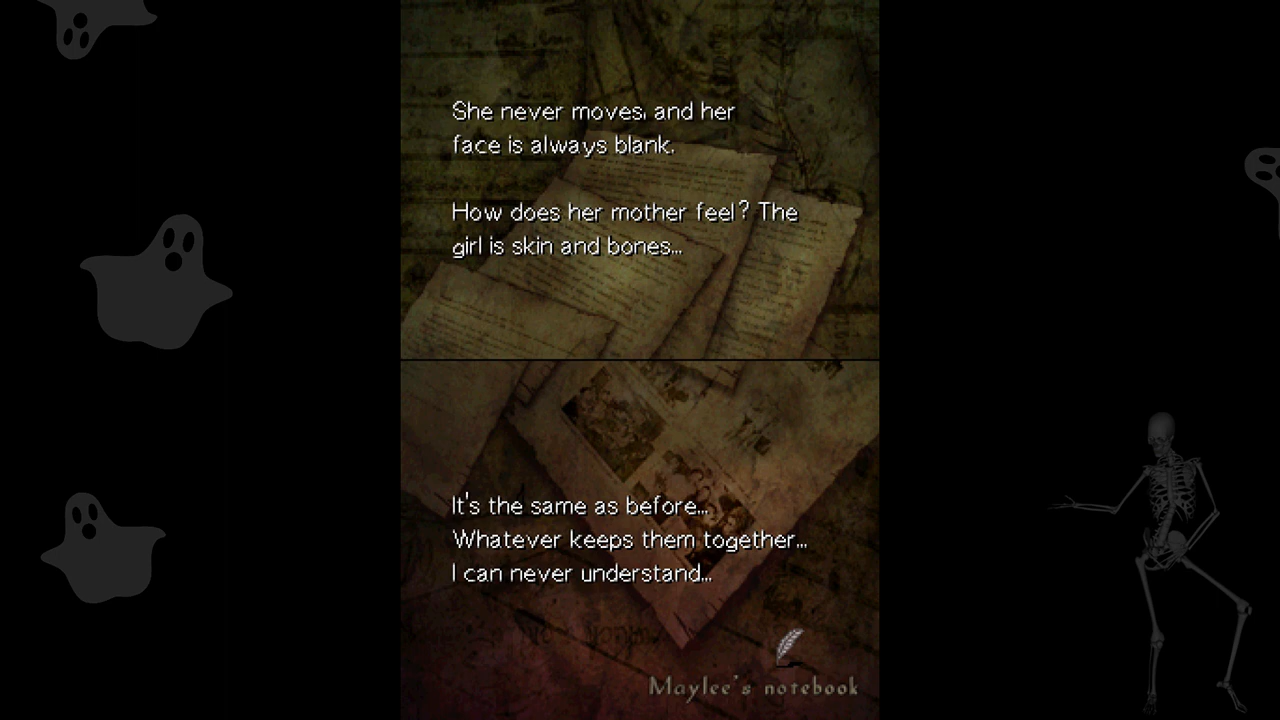 She never moves, and her
face is always blank.
How does her mother feel? The
girl is skin and bones...
It's the same as before...
Whatever keeps them together...
I can never understand...
Maylee's notebook